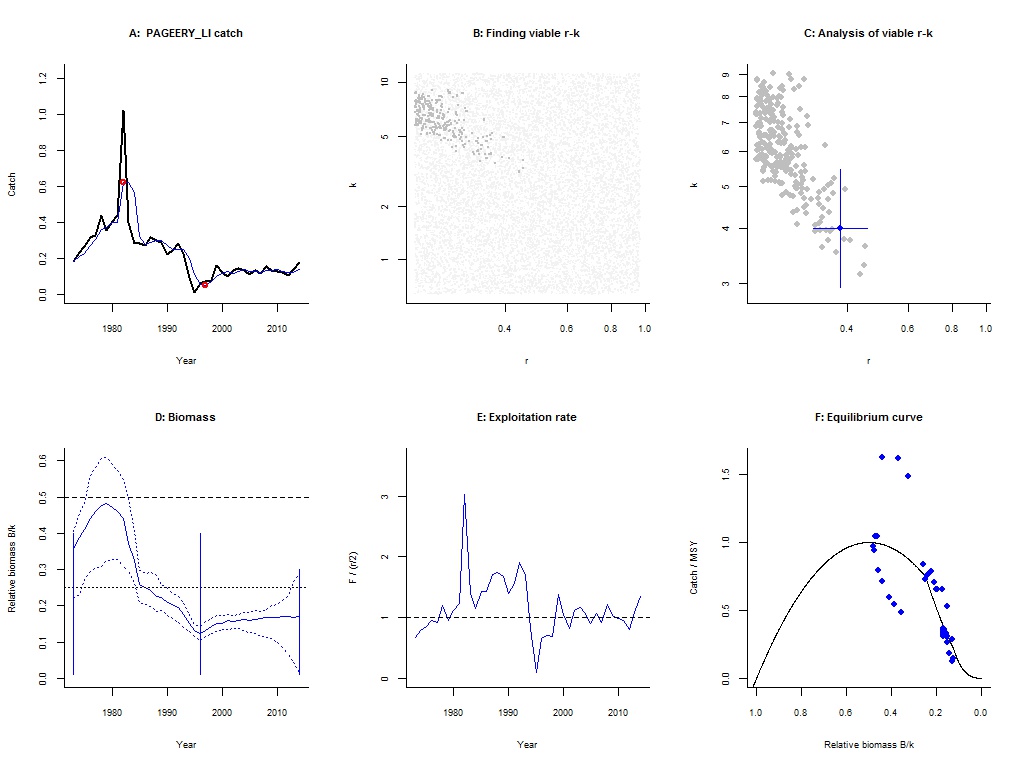 A: PAGEERY_LI catch
Catch
0.0 0.2 0.4 0.6 0.8 1.0 1.2
1980 1990 2000 2010
Year
B: Finding viable r-k
k
1 2 5 10
0.4 0.6 0.8 1.0
r
C: Analysis of viable r-k
k
3 4 5 6 7 8 9
0.4 0.6 0.8 1.0
r
D: Biomass
Relative biomass B/k
0.0 0.1 0.2 0.3 0.4 0.5 0.6
1980 1990 2000 2010
Year
E: Exploitation rate
F / (r/2)
0 1 2 3
1980 1990 2000 2010
Year
F: Equilibrium curve
Catch / MSY
0.0 0.5 1.0 1.5
1.0 0.8 0.6 0.4 0.2 0.0
Relative biomass B/k